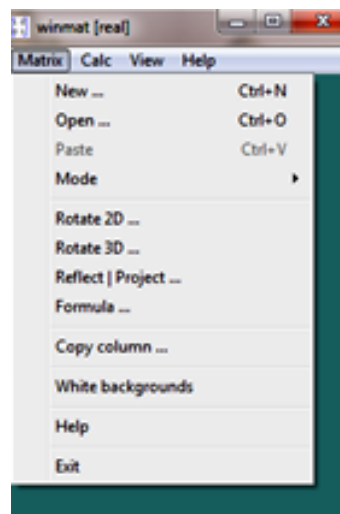 winmat [real]
Matrix Calc View Help
New ... Ctrl+N
Open ... Ctrl+O
Paste Ctrl+V
Mode
Rotate 2D ...
Rotate 3D ...
Reflect | Project ...
Formula ...
Copy column ...
White backgrounds
Help
Exit